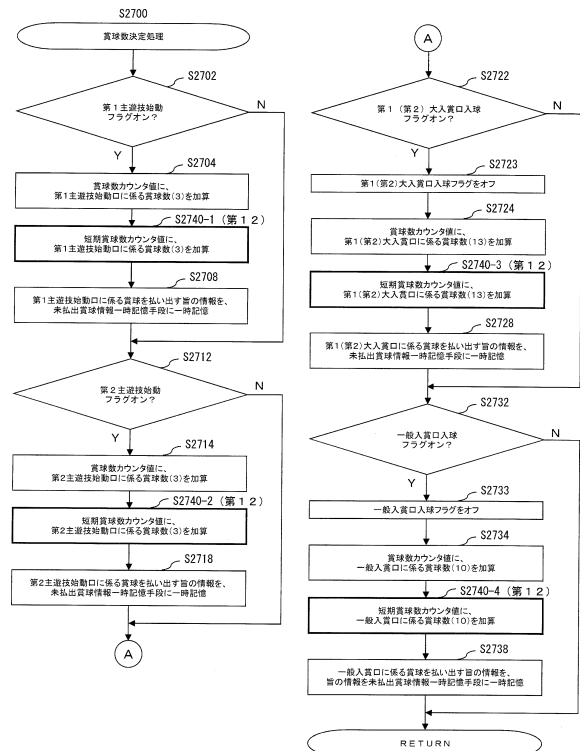 S2700
賞球数決定処理
S2702
第1主遊技始動
フラグオン?
N
Y
S2704
賞球数カウンタ値に、
第1主遊技始動口に係る賞球数(3)を加算
S2740-1 (第12)
短期賞球数カウンタ値に、
第1主遊技始動口に係る賞球数(3)を加算
S2708
第1主遊技始動口に係る賞球を払い出す旨の情報を、
未払出賞球情報一時記憶手段に一時記憶
S2712
第2主遊技始動
フラグオン?
N
Y
S2714
賞球数カウンタ値に、
第2主遊技始動口に係る賞球数(3)を加算
S2740-2 (第12)
短期賞球数カウンタ値に、
第2主遊技始動口に係る賞球数(3)を加算
S2718
第2主遊技始動口に係る賞球を払い出す旨の情報を、
未払出賞球情報一時記憶手段に一時記憶
A
A
S2722
第1(第2)大入賞口入球
フラグオン?
N
Y
S2723
第1(第2)大入賞口入球フラグをオフ
S2724
賞球数カウンタ値に、
第1(第2)大入賞口に係る賞球数(13)を加算
S2740-3 (第12)
短期賞球数カウンタ値に、
第1(第2)大入賞口に係る賞球数(13)を加算
S2728
第1(第2)大入賞口に係る賞球を払い出す旨の情報を、
未払出賞球情報一時記憶手段に一時記憶
S2732
一般入賞口入球
フラグオン?
N
Y
S2733
一般入賞口入球フラグをオフ
S2734
賞球数カウンタ値に、
一般入賞口に係る賞球数(10)を加算
S2740-4 (第12)
短期賞球数カウンタ値に、
一般入賞口に係る賞球数(10)を加算
S2738
一般入賞口に係る賞球を払い出す旨の情報を、
旨の情報を未払出賞球情報一時記憶手段に一時記憶
RETURN